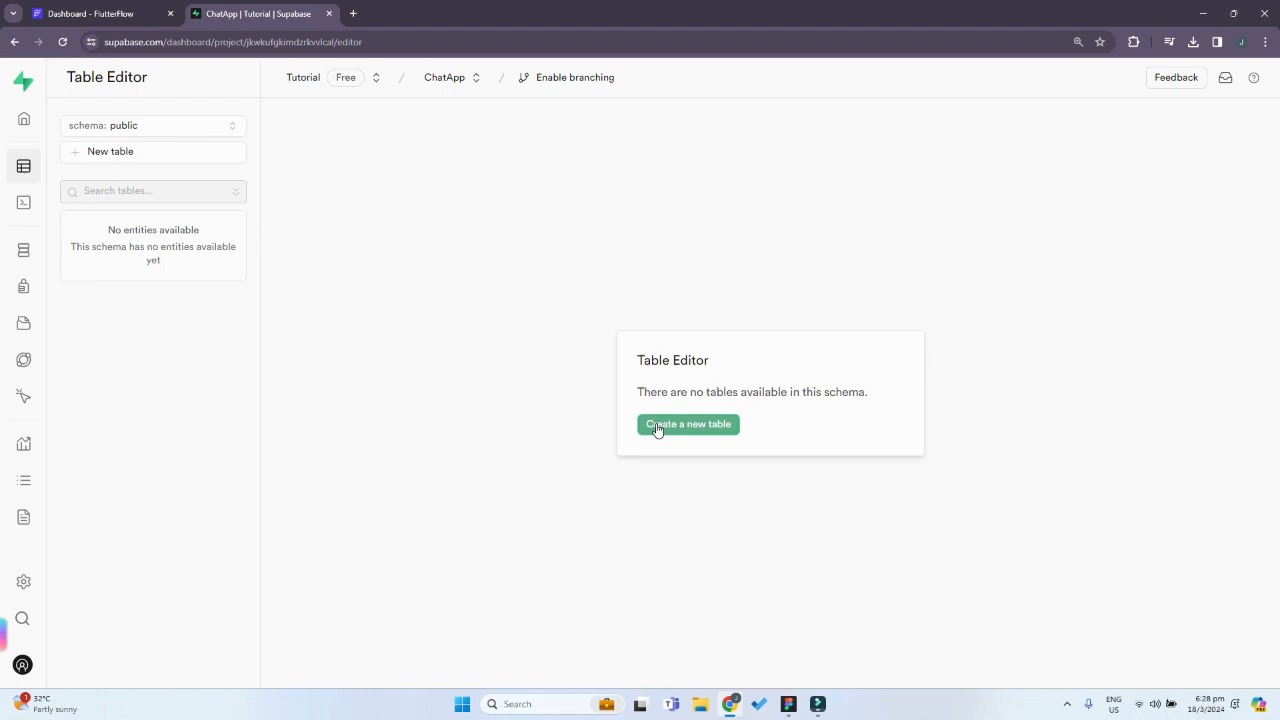 Dashboard - FlutterFlow
ChatApp | Tutorial | Supabase
supabase.com/dashboard/project/jkwkufgkimdzrkvvlcal/editor
J
Table Editor
Tutorial Free / ChatApp / Enable branching
Feedback
schema: public
New table
Search tables...
No entities available
This schema has no entities available
yet
Table Editor
There are no tables available in this schema.
Create a new table
1
32°C
Partly sunny
Search
ENG
US
6:28 pm
18/3/2024